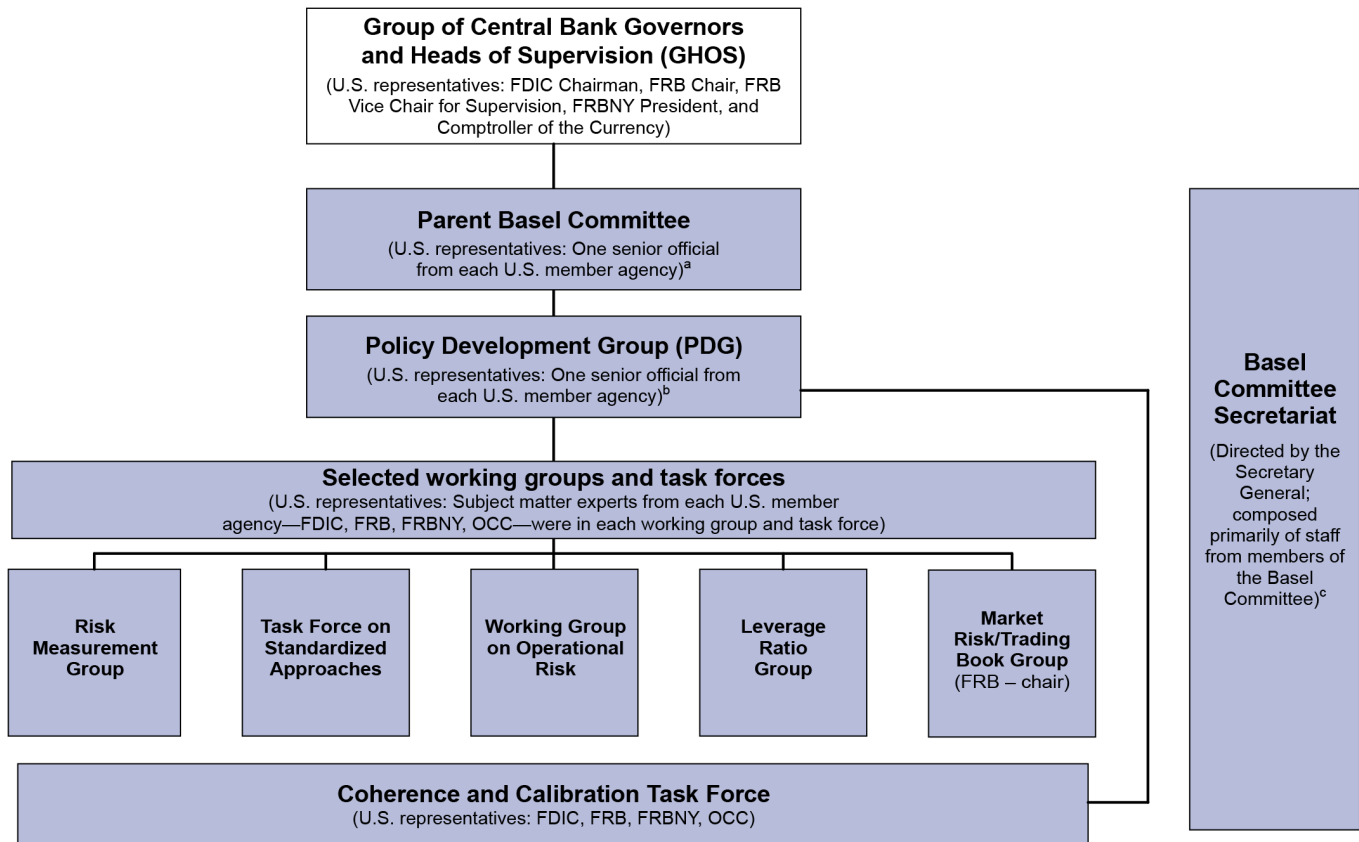 Group of Central Bank Governors
and Heads of Supervision (GHOS)
(U.S. representatives: FDIC Chairman, FRB Chair, FRB
Vice Chair for Supervision, FRBNY President, and
Comptroller of the Currency)
Parent Basel Committee
(U.S. representatives: One senior official
from each U.S. member agency)a
Policy Development Group (PDG)
(U.S. representatives: One senior official from
each U.S. member agency)b
Selected working groups and task forces
(U.S. representatives: Subject matter experts from each U.S. member
agency—FDIC, FRB, FRBNY, OCC—were in each working group and task force)
Risk
Measurement
Group
Task Force on
Standardized
Approaches
Working Group
on Operational
Risk
Leverage
Ratio
Group
Market
Risk/Trading
Book Group
(FRB – chair)
Coherence and Calibration Task Force
(U.S. representatives: FDIC, FRB, FRBNY, OCC)
Basel
Committee
Secretariat
(Directed by the
Secretary
General;
composed
primarily of staff
from members of
the Basel
Committee)c